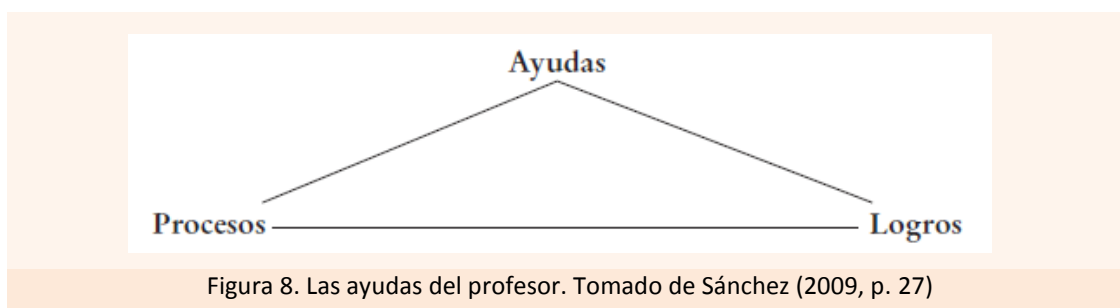 Ayudas
Procesos Logros
Figura 8. Las ayudas del profesor. Tomado de Sánchez (2009, p. 27)